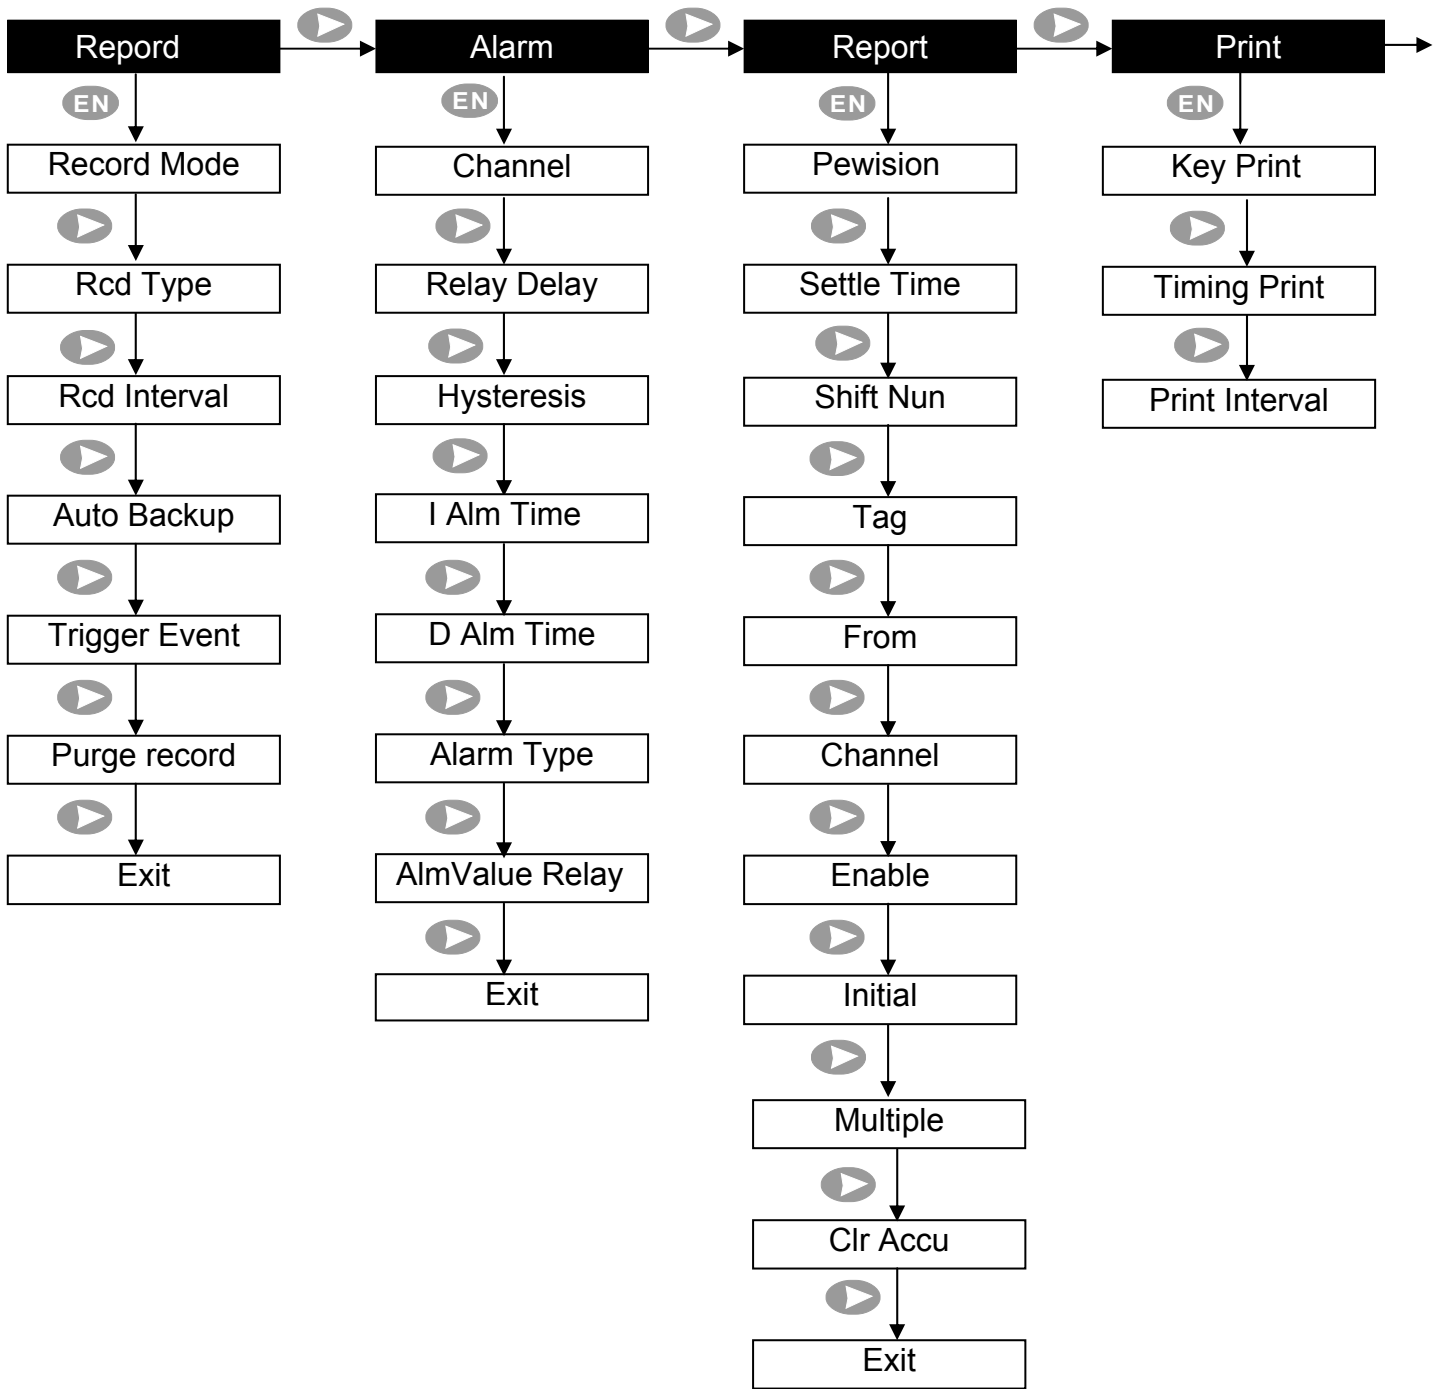 Repord
Alarm
Report
Print
EN
EN
EN
EN
Record Mode
Rcd Type
Rcd Interval
Auto Backup
Trigger Event
Purge record
Exit
Channel
Relay Delay
Hysteresis
I Alm Time
D Alm Time
Alarm Type
AlmValue Relay
Exit
Pewision
Settle Time
Shift Nun
Tag
From
Channel
Enable
Initial
Multiple
Clr Accu
Exit
Key Print
Timing Print
Print Interval